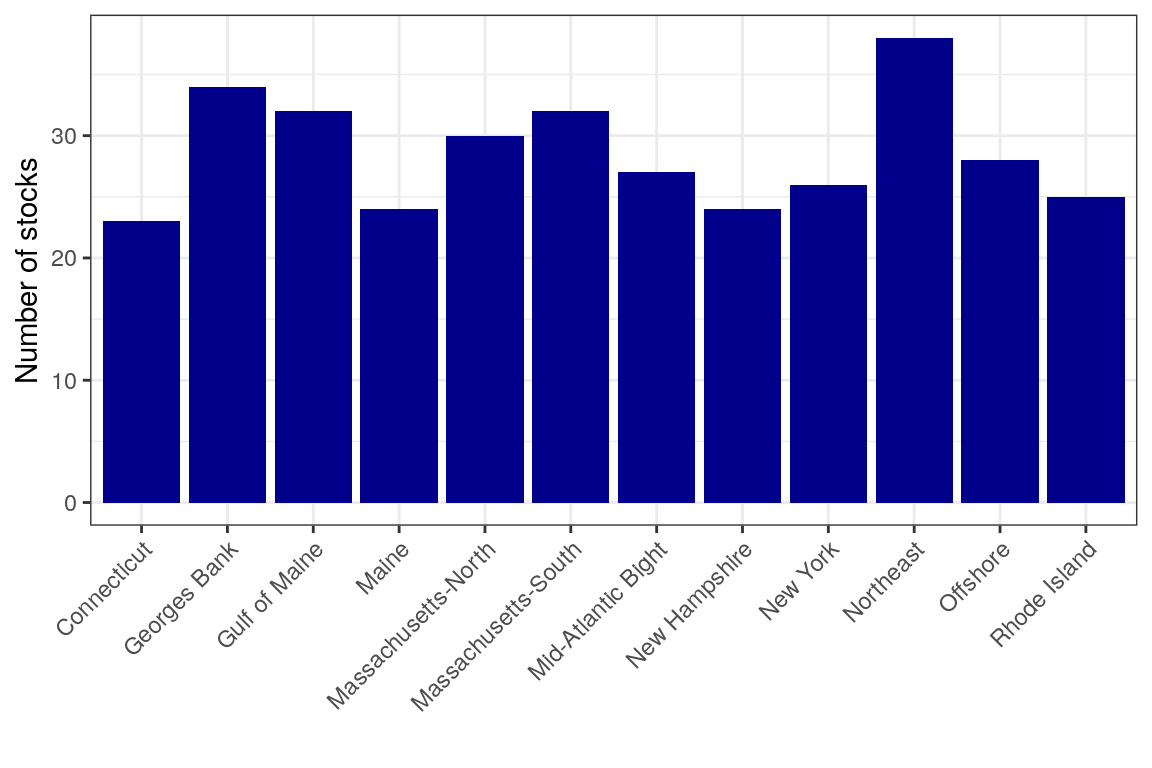 Number of stocks
30
20
10
0
Connecticut
Georges Bank
Gulf of Maine
Maine
Massachusetts-North
Massachusetts-South
Mid-Atlantic Bight
New Hampshire
New York
Northeast
Offshore
Rhode Island